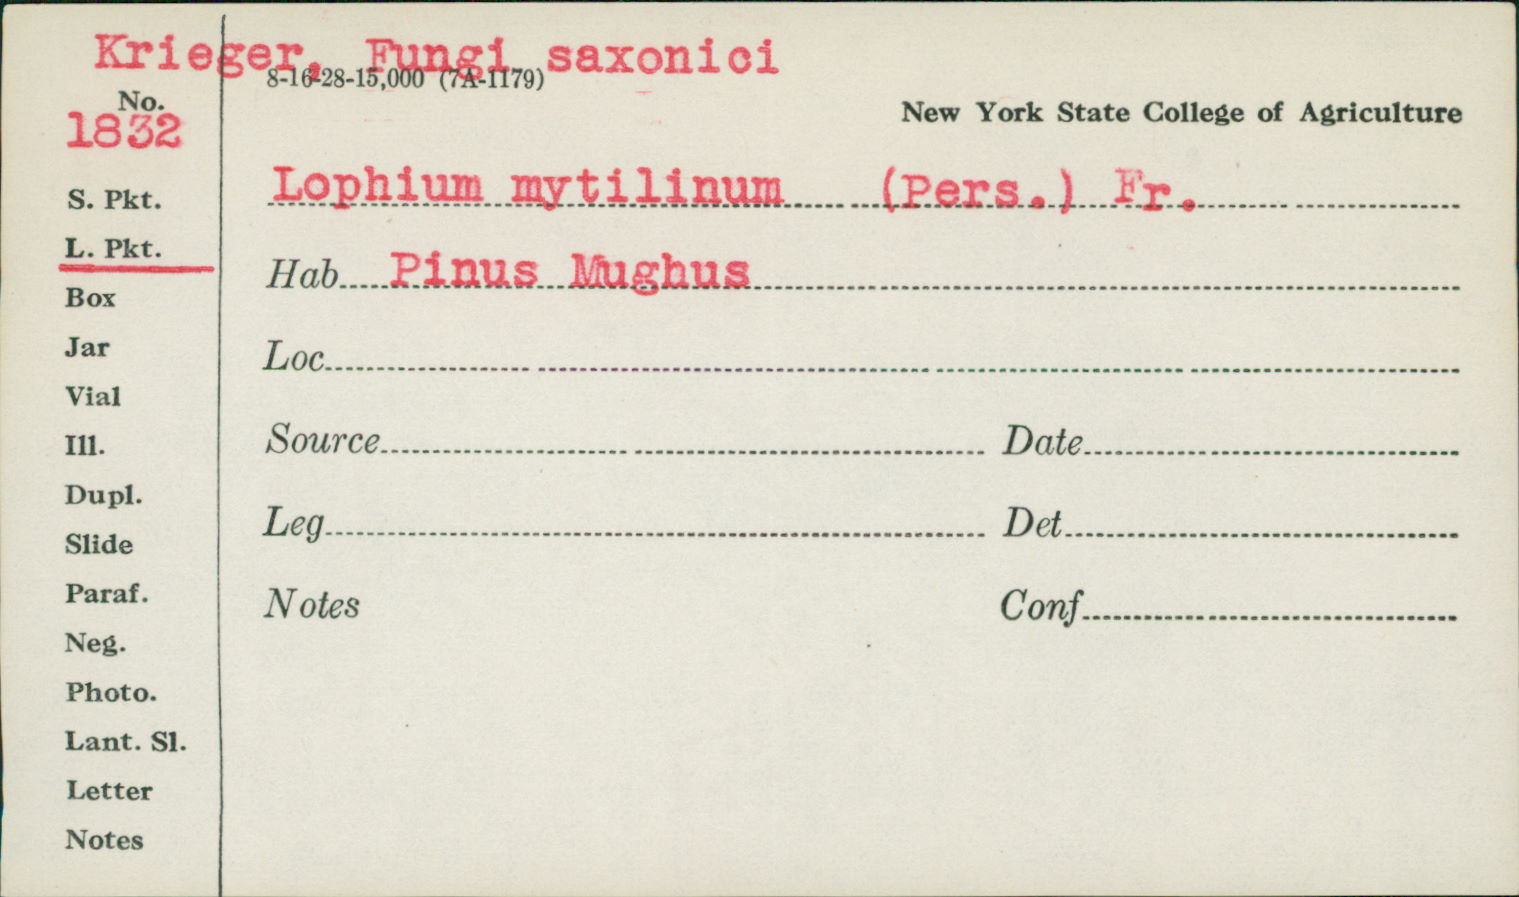 Krieger, Fungi saxonici
8-16-28-15,000 (7A-1179)
No.
1832
New York State College of Agriculture
Lophium mytilinum (Pers.) Fr.
Hab Pinus Mughus
Loc
Source Date
Leg Det
Notes Conf
S. Pkt.
L. Pkt.
Box
Jar
Vial
Ill.
Dupl.
Slide
Paraf.
Neg.
Photo.
Lant. Sl.
Letter
Notes